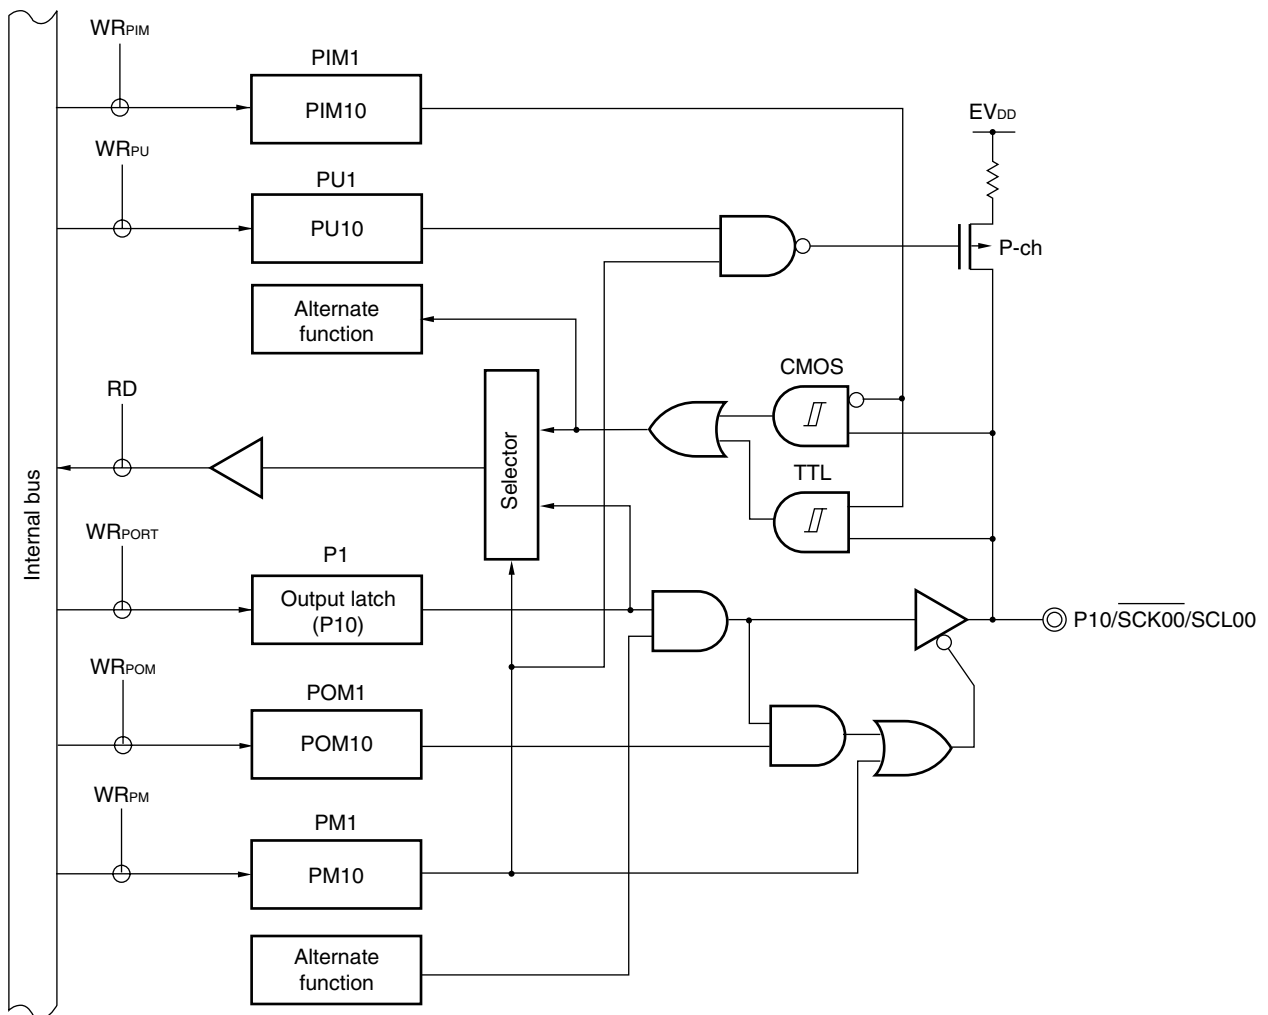 WRPIM
PIM1
PIM10
EVDD
WRPU
PU1
PU10
P-ch
Alternate
function
CMOS
RD
Selector
TTL
Internal bus
WRPORT
P1
Output latch
(P10)
P10/SCK00/SCL00
WRPOM
POM1
POM10
WRPM
PM1
PM10
Alternate
function